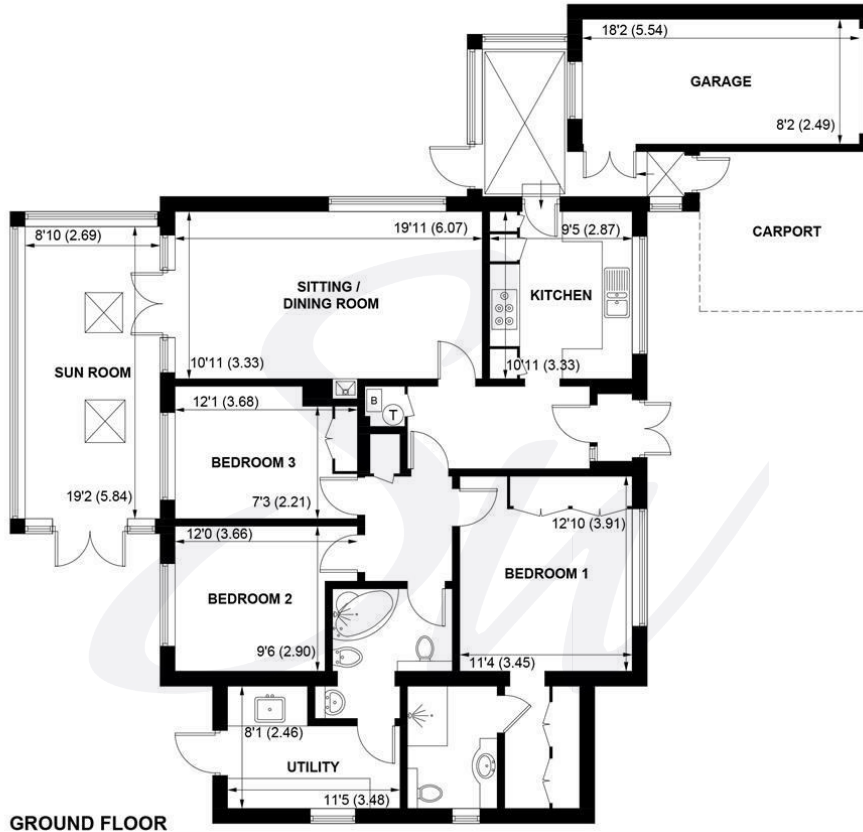 18'2 (5.54)
GARAGE
8'2 (2.49)
8'10 (2.69)
19'11 (6.07)
9'5 (2.87)
CARPORT
SITTING /
DINING ROOM
KITCHEN
10'11 (3.33)
10'11 (3.33)
SUN ROOM
12'1 (3.68)
B
T
BEDROOM 3
19'2 (5.84)
7'3 (2.21)
12'10 (3.91)
12'0 (3.66)
BEDROOM 1
BEDROOM 2
9'6 (2.90)
11'4 (3.45)
8'1 (2.46)
UTILITY
11'5 (3.48)
GROUND FLOOR